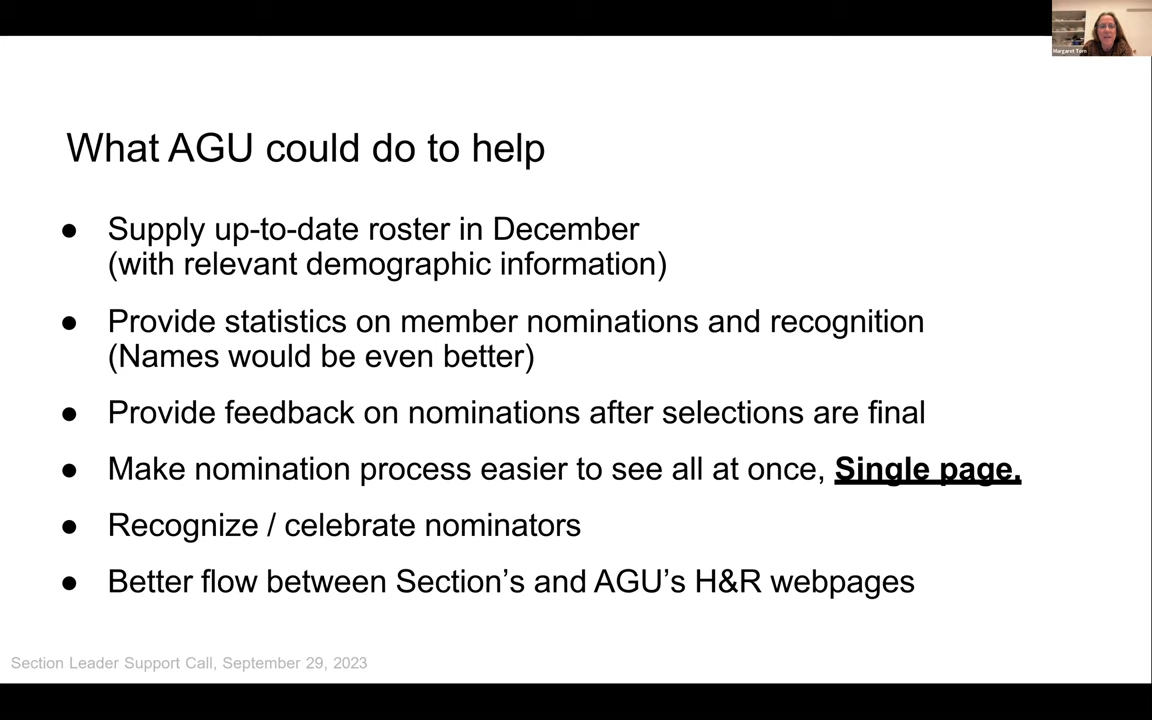 Margaret Torn
What AGU could do to help
● Supply up-to-date roster in December
(with relevant demographic information)
● Provide statistics on member nominations and recognition
(Names would be even better)
● Provide feedback on nominations after selections are final
● Make nomination process easier to see all at once, Single page.
● Recognize / celebrate nominators
● Better flow between Section’s and AGU’s H&R webpages
Section Leader Support Call, September 29, 2023